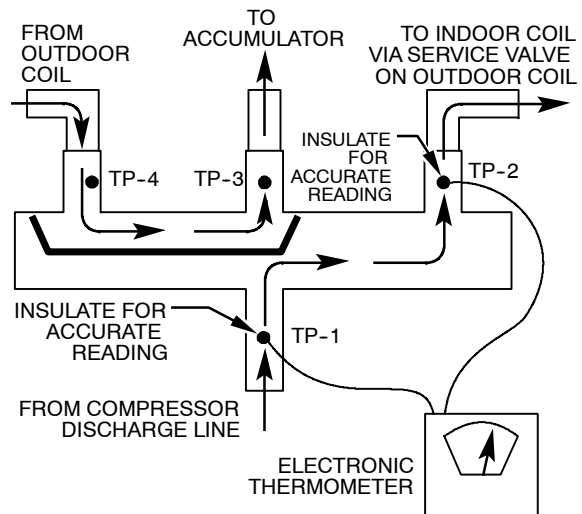 FROM
OUTDOOR
COIL
TO
ACCUMULATOR
TO INDOOR COIL
VIA SERVICE VALVE
ON OUTDOOR COIL
INSULATE
FOR
ACCURATE
READING
TP-4
TP-3
TP-2
INSULATE FOR
ACCURATE
READING
TP-1
FROM COMPRESSOR
DISCHARGE LINE
ELECTRONIC
THERMOMETER